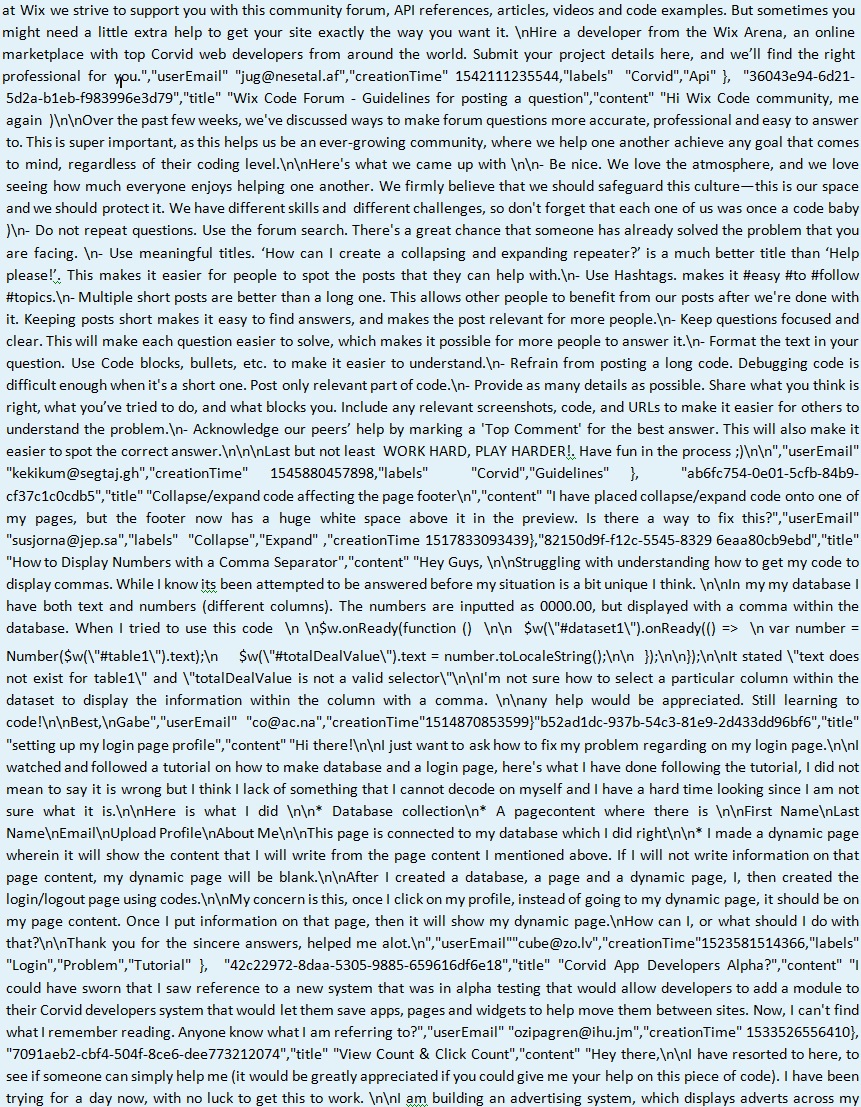 at Wix we strive to support you with this community forum, API references, articles, videos and code examples. But sometimes you
might need a little extra help to get your site exactly the way you want it. \nHire a developer from the Wix Arena, an online
marketplace with top Corvid web developers from around the world. Submit your project details here, and we’ll find the right
professional for you.","userEmail" "jug@nesetal.af","creationTime" 1542111235544,"labels" "Corvid","Api" }, "36043e94-6d21-
5d2a-b1eb-f983996e3d79","title" "Wix Code Forum - Guidelines for posting a question","content" "Hi Wix Code community, me
again )\n\nOver the past few weeks, we've discussed ways to make forum questions more accurate, professional and easy to answer
to. This is super important, as this helps us be an ever-growing community, where we help one another achieve any goal that comes
to mind, regardless of their coding level.\n\nHere's what we came up with \n\n- Be nice. We love the atmosphere, and we love
seeing how much everyone enjoys helping one another. We firmly believe that we should safeguard this culture—this is our space
and we should protect it. We have different skills and different challenges, so don't forget that each one of us was once a code baby
)\n- Do not repeat questions. Use the forum search. There's a great chance that someone has already solved the problem that you
are facing. \n- Use meaningful titles. ‘How can I create a collapsing and expanding repeater?’ is a much better title than ‘Help
please!’. This makes it easier for people to spot the posts that they can help with.\n- Use Hashtags. makes it #easy #to #follow
#topics.\n- Multiple short posts are better than a long one. This allows other people to benefit from our posts after we're done with
it. Keeping posts short makes it easy to find answers, and makes the post relevant for more people.\n- Keep questions focused and
clear. This will make each question easier to solve, which makes it possible for more people to answer it.\n- Format the text in your
question. Use Code blocks, bullets, etc. to make it easier to understand.\n- Refrain from posting a long code. Debugging code is
difficult enough when it's a short one. Post only relevant part of code.\n- Provide as many details as possible. Share what you think is
right, what you’ve tried to do, and what blocks you. Include any relevant screenshots, code, and URLs to make it easier for others to
understand the problem.\n- Acknowledge our peers’ help by marking a 'Top Comment' for the best answer. This will also make it
easier to spot the correct answer.\n\n\nLast but not least WORK HARD, PLAY HARDER!. Have fun in the process ;)\n\n","userEmail"
"kekikum@segtaj.gh","creationTime" 1545880457898,"labels" "Corvid","Guidelines" }, "ab6fc754-0e01-5cfb-84b9-
cf37c1c0cdb5","title" "Collapse/expand code affecting the page footer\n","content" "I have placed collapse/expand code onto one of
my pages, but the footer now has a huge white space above it in the preview. Is there a way to fix this?","userEmail"
"susjorna@jep.sa","labels" "Collapse","Expand" ,"creationTime 1517833093439},"82150d9f-f12c-5545-8329 6eaa80cb9ebd","title"
"How to Display Numbers with a Comma Separator","content" "Hey Guys, \n\nStruggling with understanding how to get my code to
display commas. While I know its been attempted to be answered before my situation is a bit unique I think. \n\nIn my my database I
have both text and numbers (different columns). The numbers are inputted as 0000.00, but displayed with a comma within the
database. When I tried to use this code \n \n$w.onReady(function () \n\n $w(\"#dataset1\").onReady(() => \n var number =
Number($w(\"#table1\").text);\n $w(\"#totalDealValue\").text = number.toLocaleString();\n\n });\n\n});\n\nIt stated \"text does
not exist for table1\" and \"totalDealValue is not a valid selector\"\n\nI'm not sure how to select a particular column within the
dataset to display the information within the column with a comma. \n\nany help would be appreciated. Still learning to
code!\n\nBest,\nGabe","userEmail" "co@ac.na","creationTime"1514870853599}"b52ad1dc-937b-54c3-81e9-2d433dd96bf6","title"
"setting up my login page profile","content" "Hi there!\n\nI just want to ask how to fix my problem regarding on my login page.\n\nI
watched and followed a tutorial on how to make database and a login page, here's what I have done following the tutorial, I did not
mean to say it is wrong but I think I lack of something that I cannot decode on myself and I have a hard time looking since I am not
sure what it is.\n\nHere is what I did \n\n* Database collection\n* A pagecontent where there is \n\nFirst Name\nLast
Name\nEmail\nUpload Profile\nAbout Me\n\nThis page is connected to my database which I did right\n\n* I made a dynamic page
wherein it will show the content that I will write from the page content I mentioned above. If I will not write information on that
page content, my dynamic page will be blank.\n\nAfter I created a database, a page and a dynamic page, I, then created the
login/logout page using codes.\n\nMy concern is this, once I click on my profile, instead of going to my dynamic page, it should be on
my page content. Once I put information on that page, then it will show my dynamic page.\nHow can I, or what should I do with
that?\n\nThank you for the sincere answers, helped me alot.\n","userEmail""cube@zo.lv","creationTime"1523581514366,"labels"
"Login","Problem","Tutorial" }, "42c22972-8daa-5305-9885-659616df6e18","title" "Corvid App Developers Alpha?","content" "I
could have sworn that I saw reference to a new system that was in alpha testing that would allow developers to add a module to
their Corvid developers system that would let them save apps, pages and widgets to help move them between sites. Now, I can't find
what I remember reading. Anyone know what I am referring to?","userEmail" "ozipagren@ihu.jm","creationTime" 1533526556410},
"7091aeb2-cbf4-504f-8ce6-dee773212074","title" "View Count & Click Count","content" "Hey there,\n\nI have resorted to here, to
see if someone can simply help me (it would be greatly appreciated if you could give me your help on this piece of code). I have been
trying for a day now, with no luck to get this to work. \n\nI am building an advertising system, which displays adverts across my